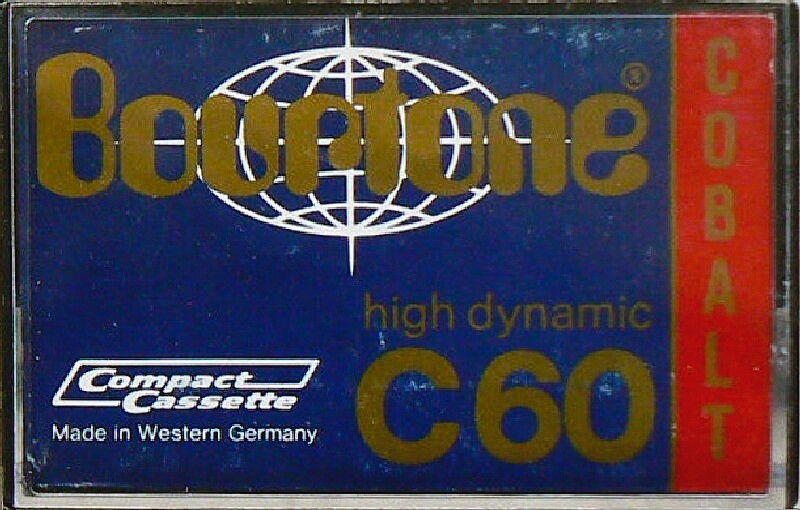 Bourtone®
COBALT
high dynamic
C60
Compact
Cassette
Made in Western Germany